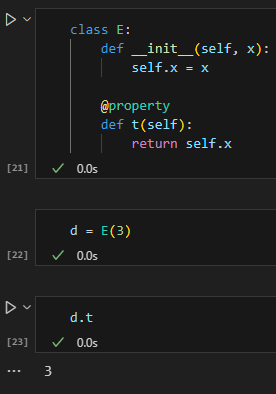 class E:
    def __init__(self, x):
        self.x = x
    @property
    def t(self):
        return self.x
[21]
0.0s
d = E(3)
[22]
0.0s
d.t
[23]
0.0s
... 3